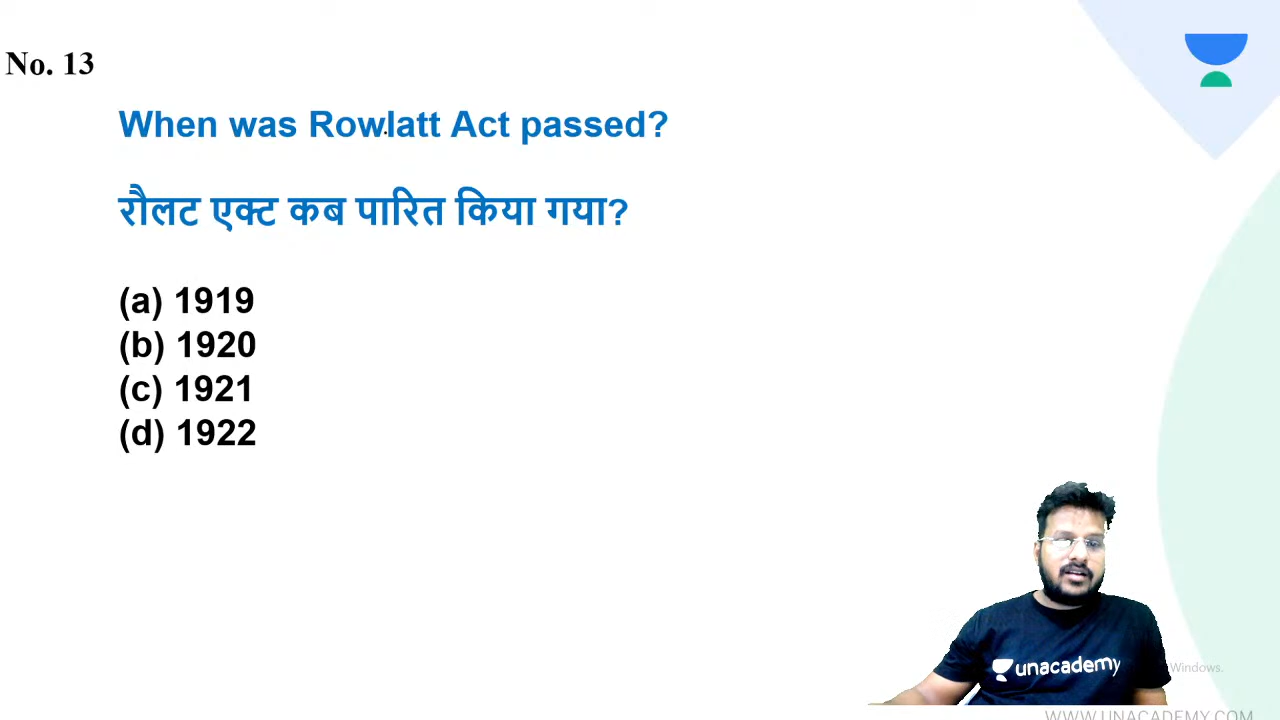 No. 13
When was Rowlatt Act passed?
रौलट एक्ट कब पारित किया गया?
(a) 1919
(b) 1920
(c) 1921
(d) 1922
unacademy
Windows.
WWW.UNACADEMY.COM